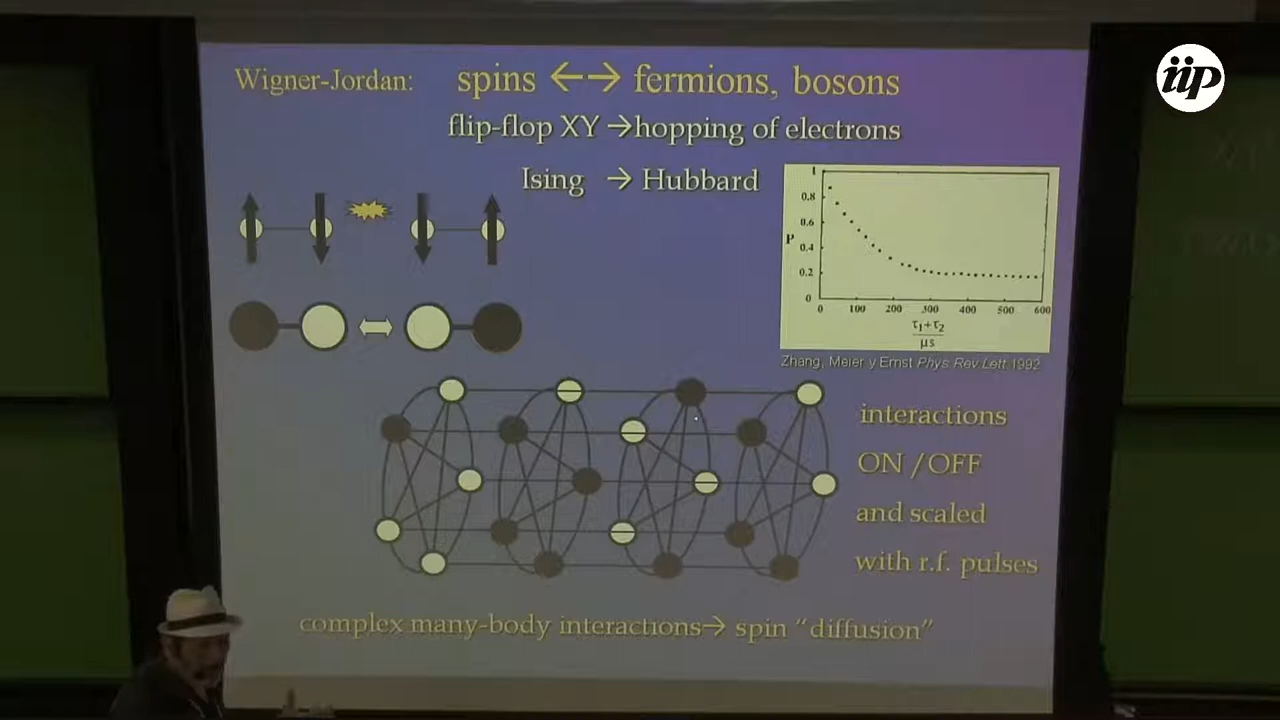 iip
Wigner-Jordan: spins ←→ fermions, bosons
flip-flop XY → hopping of electrons
Ising → Hubbard
1
0.8
0.6
P
0.4
0.2
0
0 100 200 300 400 500 600
τ₁+τ₂
μs
Zhang, Meier y Ernst Phys. Rev. Lett. 1992
interactions
ON /OFF
and scaled
with r.f. pulses
complex many-body interactions→ spin “diffusion”